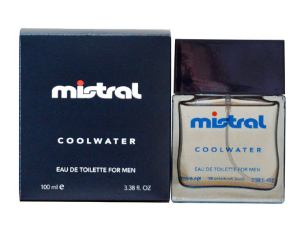 mistral
COOLWATER
EAU DE TOILETTE FOR MEN
100 ml e
3.38 fl. OZ
mistral
COOLWATER
EAU DE TOILETTE FOR MEN